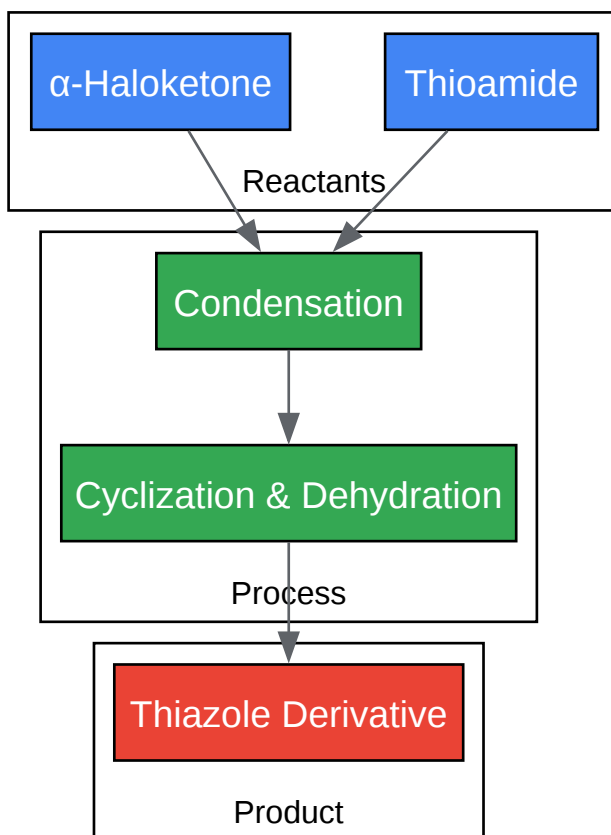 α-Haloketone
Thioamide
Reactants
Condensation
Cyclization & Dehydration
Process
Thiazole Derivative
Product